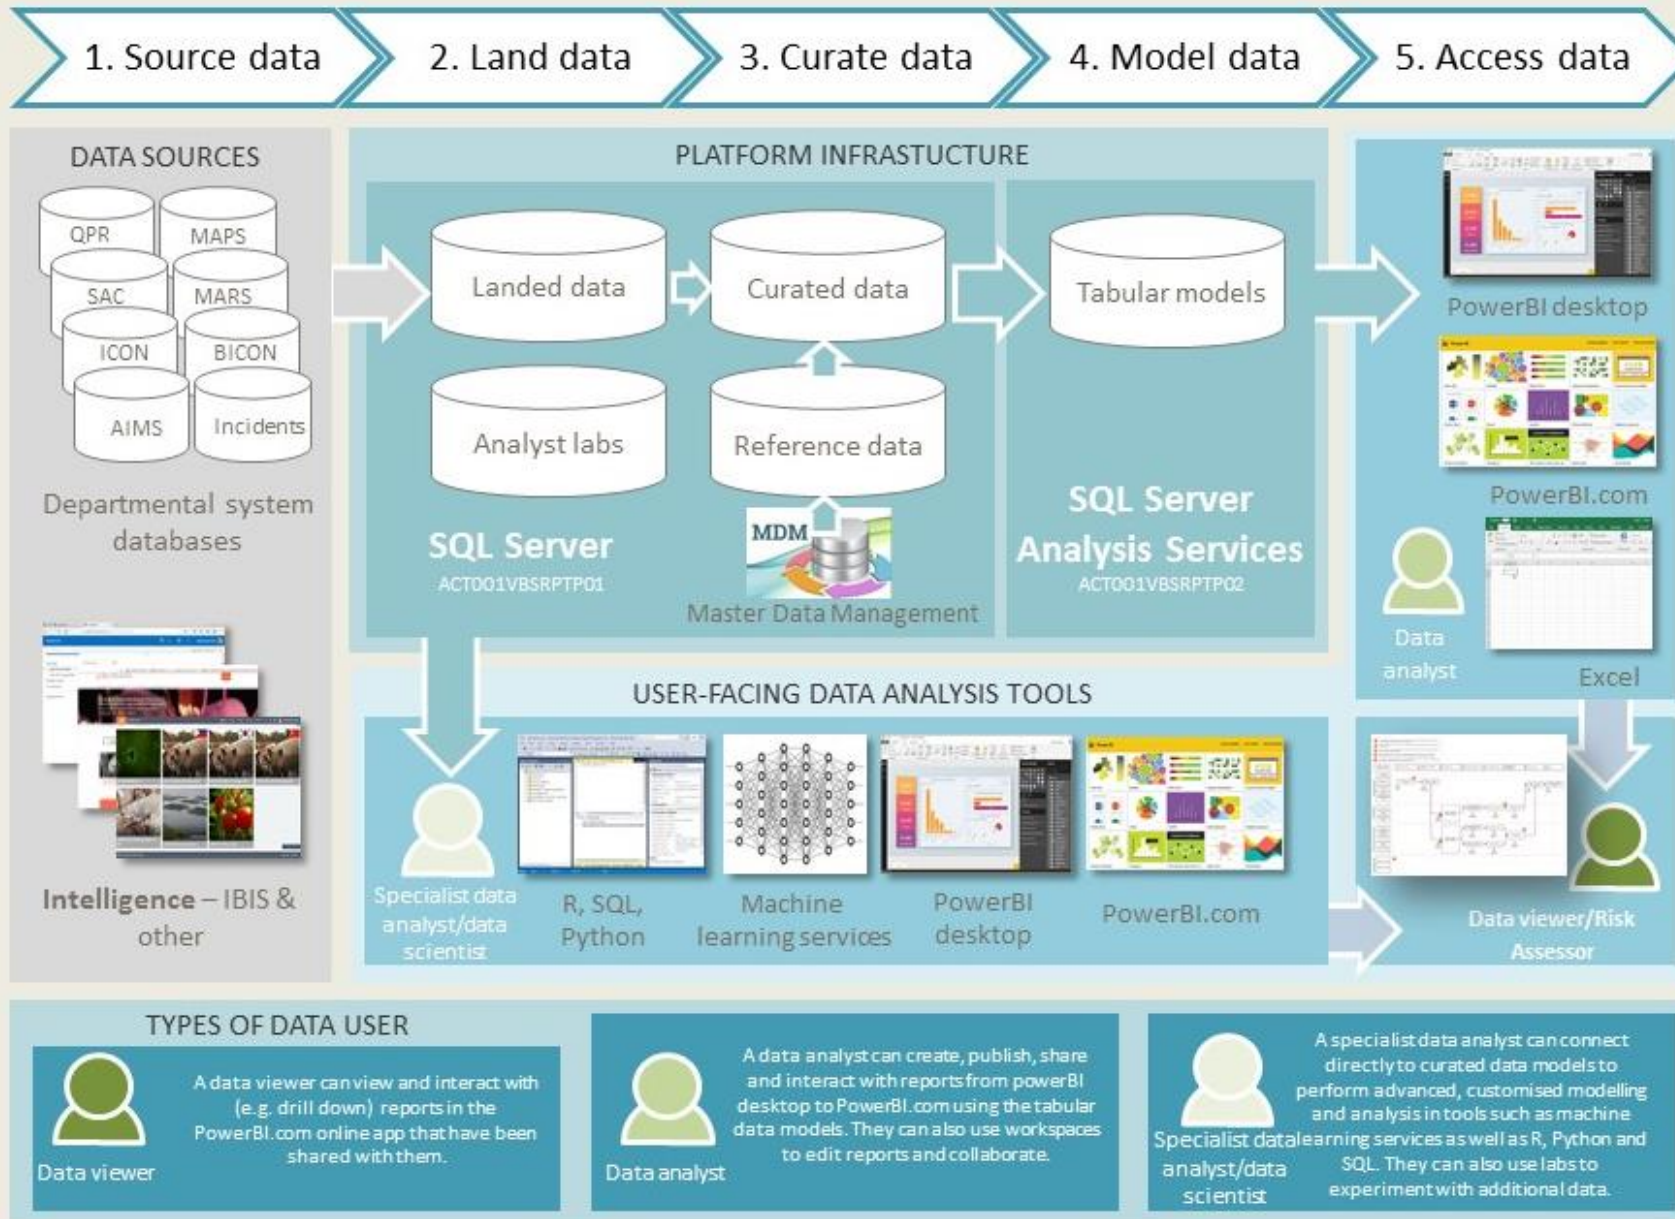 1. Source data
2. Land data
3. Curate data
4. Model data
5. Access data
DATA SOURCES
QPR
MAPS
SAC
MARS
ICON
BICON
AIMS
Incidents
Departmental system
databases
Intelligence – IBIS &
other
PLATFORM INFRASTUCTURE
Landed data
Curated data
Tabular models
Analyst labs
Reference data
SQL Server
ACT001VBSRPTP01
MDM
Master Data Management
SQL Server
Analysis Services
ACT001VBSRPTP02
PowerBI desktop
PowerBI.com
Data
analyst
Excel
USER-FACING DATA ANALYSIS TOOLS
Specialist data
analyst/data
scientist
R, SQL,
Python
Machine
learning services
PowerBI
desktop
PowerBI.com
Data viewer/Risk
Assessor
TYPES OF DATA USER
Data viewer
A data viewer can view and interact with
(e.g. drill down) reports in the
PowerBI.com online app that have been
shared with them.
Data analyst
A data analyst can create, publish, share
and interact with reports from powerBI
desktop to PowerBI.com using the tabular
data models. They can also use workspaces
to edit reports and collaborate.
Specialist data
analyst/data
scientist
A specialist data analyst can connect
directly to curated data models to
perform advanced, customised modelling
and analysis in tools such as machine
learning services as well as R, Python and
SQL. They can also use labs to
experiment with additional data.